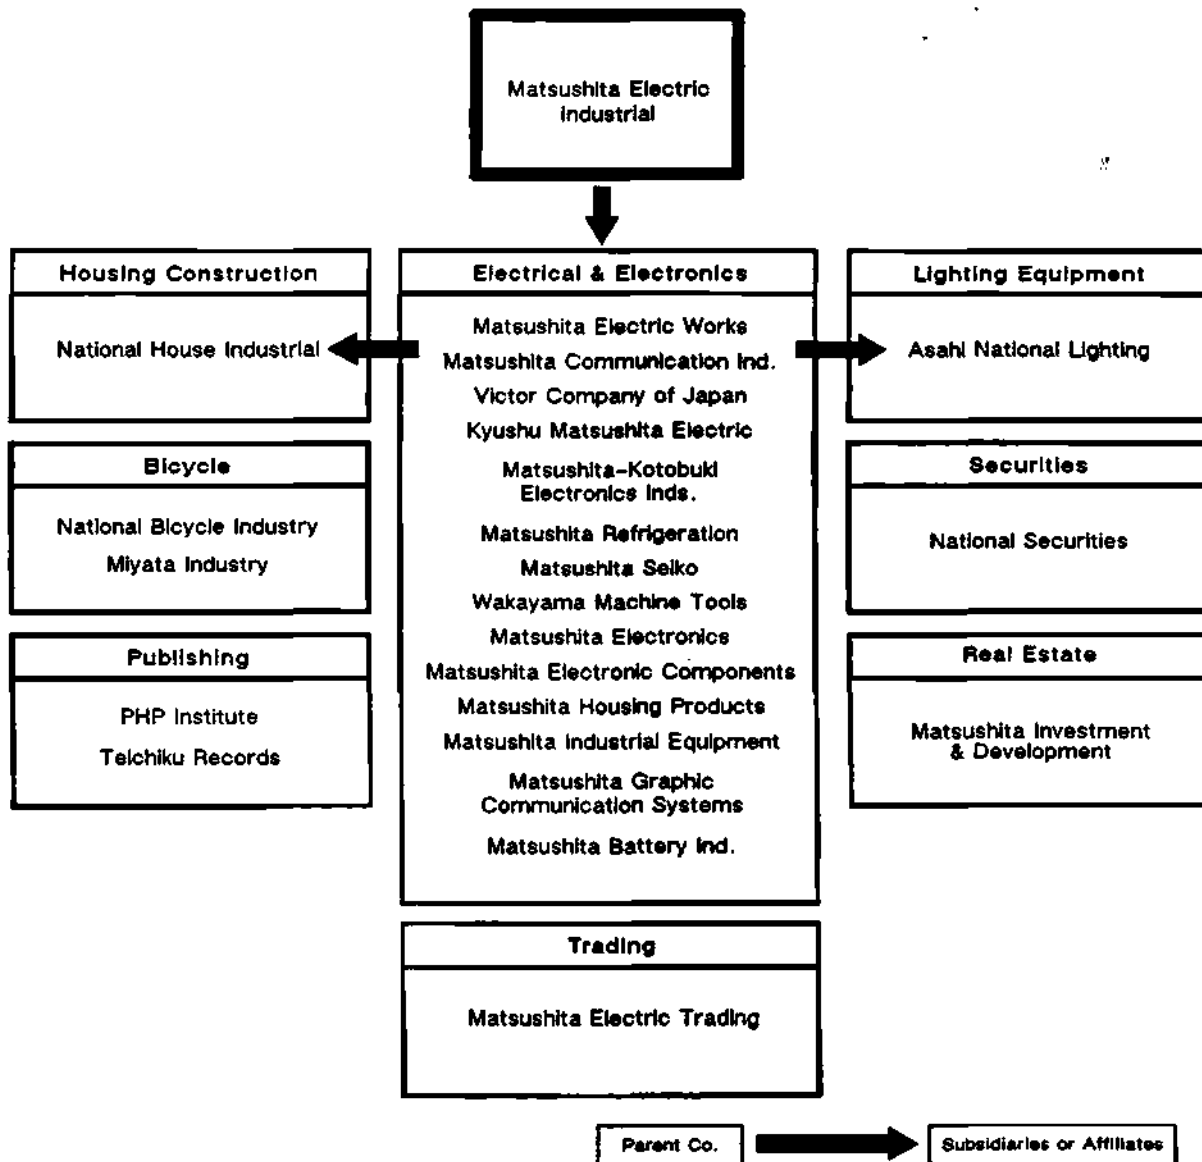 Matsushita Electric
Industrial
Housing Construction
National House Industrial
Electrical & Electronics
Matsushita Electric Works
Matsushita Communication Ind.
Victor Company of Japan
Kyushu Matsushita Electric
Matsushita-Kotobuki
Electronics Inds.
Matsushita Refrigeration
Matsushita Seiko
Wakayama Machine Tools
Matsushita Electronics
Matsushita Electronic Components
Matsushita Housing Products
Matsushita Industrial Equipment
Matsushita Graphic
Communication Systems
Matsushita Battery Ind.
Lighting Equipment
Asahi National Lighting
Bicycle
National Bicycle Industry
Miyata Industry
Securities
National Securities
Publishing
PHP Institute
Teichiku Records
Real Estate
Matsushita Investment
& Development
Trading
Matsushita Electric Trading
Parent Co.
Subsidiaries or Affiliates